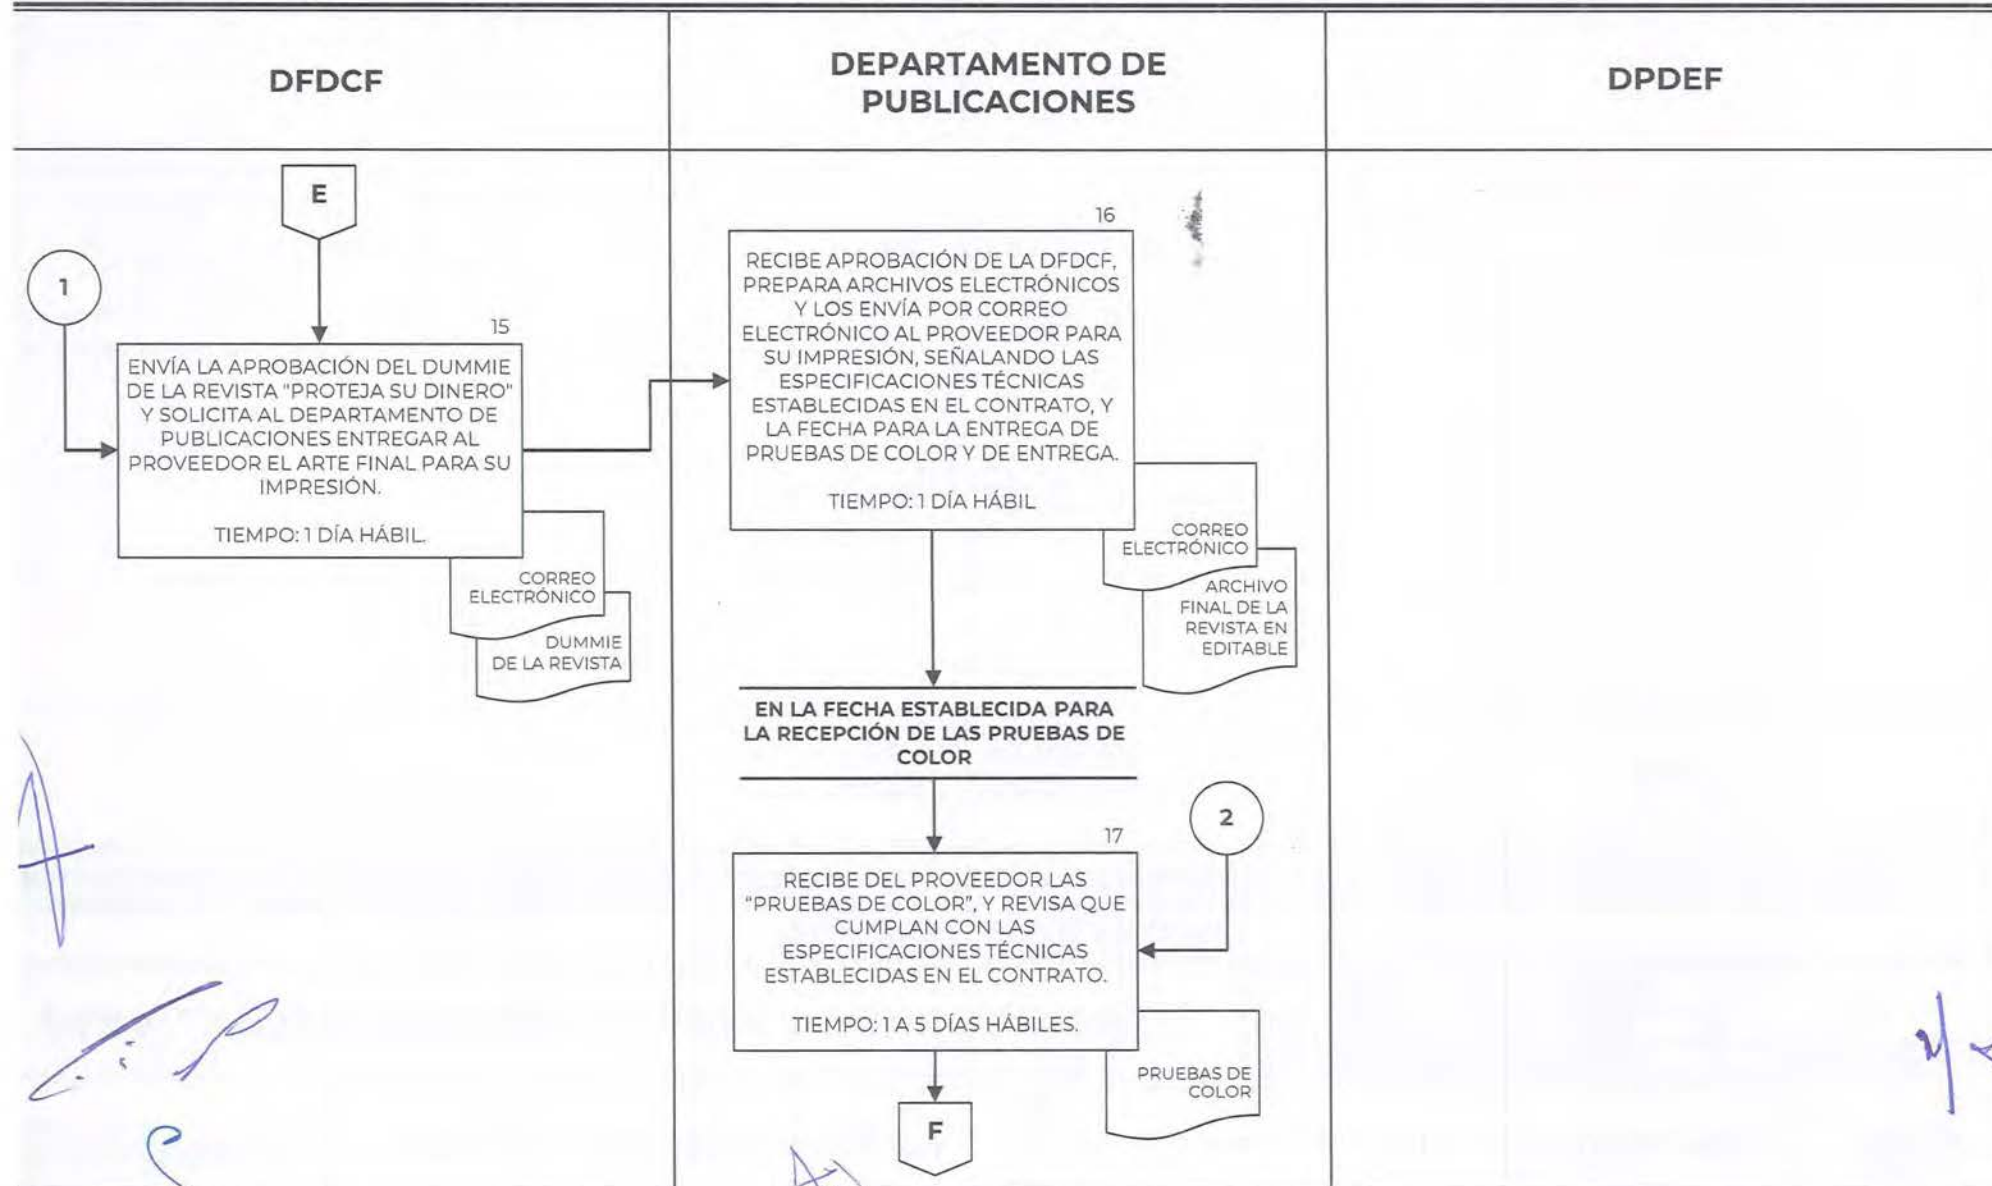 DFDCF
DEPARTAMENTO DE
PUBLICACIONES
DPDEF
E
1
15
ENVÍA LA APROBACIÓN DEL DUMMIE
DE LA REVISTA "PROTEJA SU DINERO"
Y SOLICITA AL DEPARTAMENTO DE
PUBLICACIONES ENTREGAR AL
PROVEEDOR EL ARTE FINAL PARA SU
IMPRESIÓN.
TIEMPO: 1 DÍA HÁBIL.
CORREO
ELECTRÓNICO
DUMMIE
DE LA REVISTA
16
RECIBE APROBACIÓN DE LA DFDCF,
PREPARA ARCHIVOS ELECTRÓNICOS
Y LOS ENVÍA POR CORREO
ELECTRÓNICO AL PROVEEDOR PARA
SU IMPRESIÓN, SEÑALANDO LAS
ESPECIFICACIONES TÉCNICAS
ESTABLECIDAS EN EL CONTRATO, Y
LA FECHA PARA LA ENTREGA DE
PRUEBAS DE COLOR Y DE ENTREGA.
TIEMPO: 1 DÍA HÁBIL
CORREO
ELECTRÓNICO
ARCHIVO
FINAL DE LA
REVISTA EN
EDITABLE
EN LA FECHA ESTABLECIDA PARA
LA RECEPCIÓN DE LAS PRUEBAS DE
COLOR
2
17
RECIBE DEL PROVEEDOR LAS
“PRUEBAS DE COLOR”, Y REVISA QUE
CUMPLAN CON LAS
ESPECIFICACIONES TÉCNICAS
ESTABLECIDAS EN EL CONTRATO.
TIEMPO: 1 A 5 DÍAS HÁBILES.
PRUEBAS DE
COLOR
F